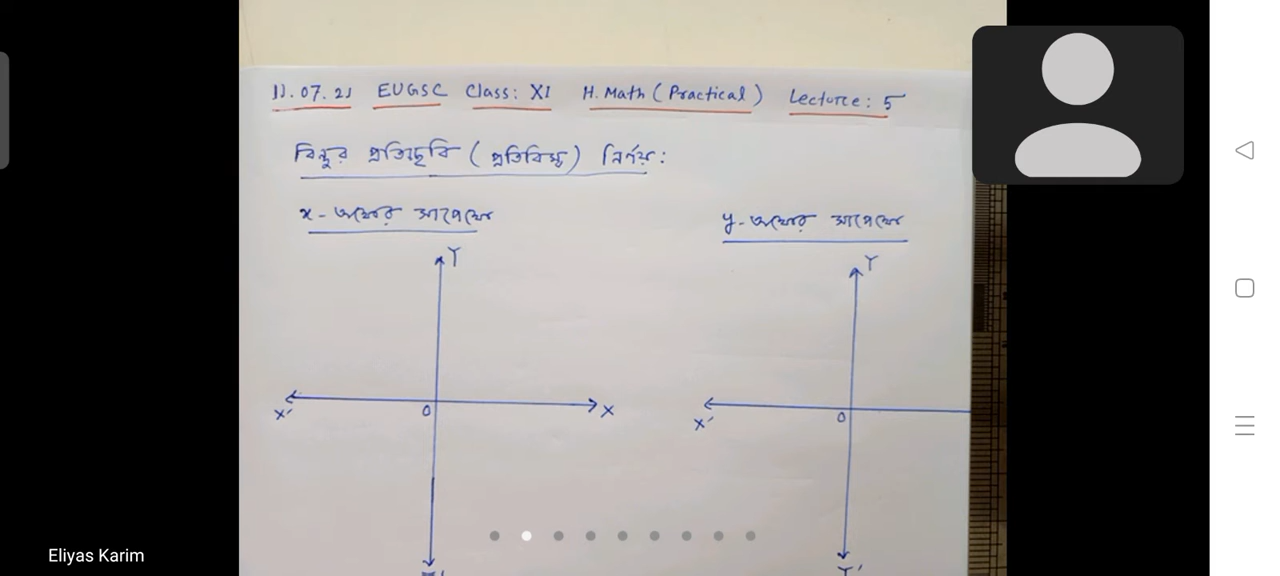 11.07.21 EUGSC Class: XI H. Math (Practical) Lecture: 5
বিন্দুর প্রতিচ্ছবি (প্রতিবিম্ব) নির্ণয়:
x-অক্ষের সাপেক্ষে y-অক্ষের সাপেক্ষে
Y Y
X' O X X' O
Y' Y'
Eliyas Karim